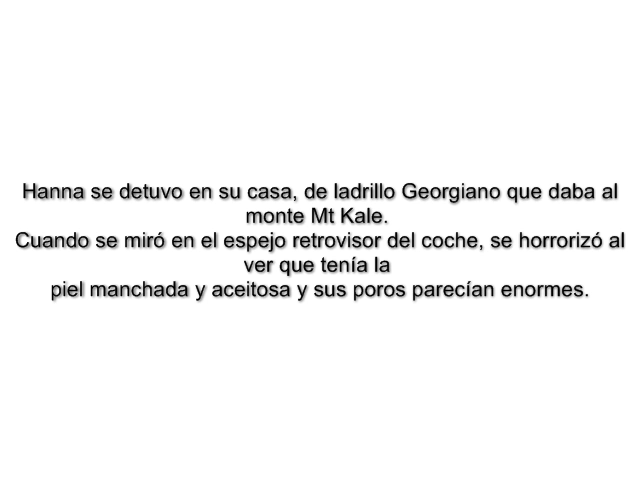 Hanna se detuvo en su casa, de ladrillo Georgiano que daba al
monte Mt Kale.
Cuando se miró en el espejo retrovisor del coche, se horrorizó al
ver que tenía la
piel manchada y aceitosa y sus poros parecían enormes.